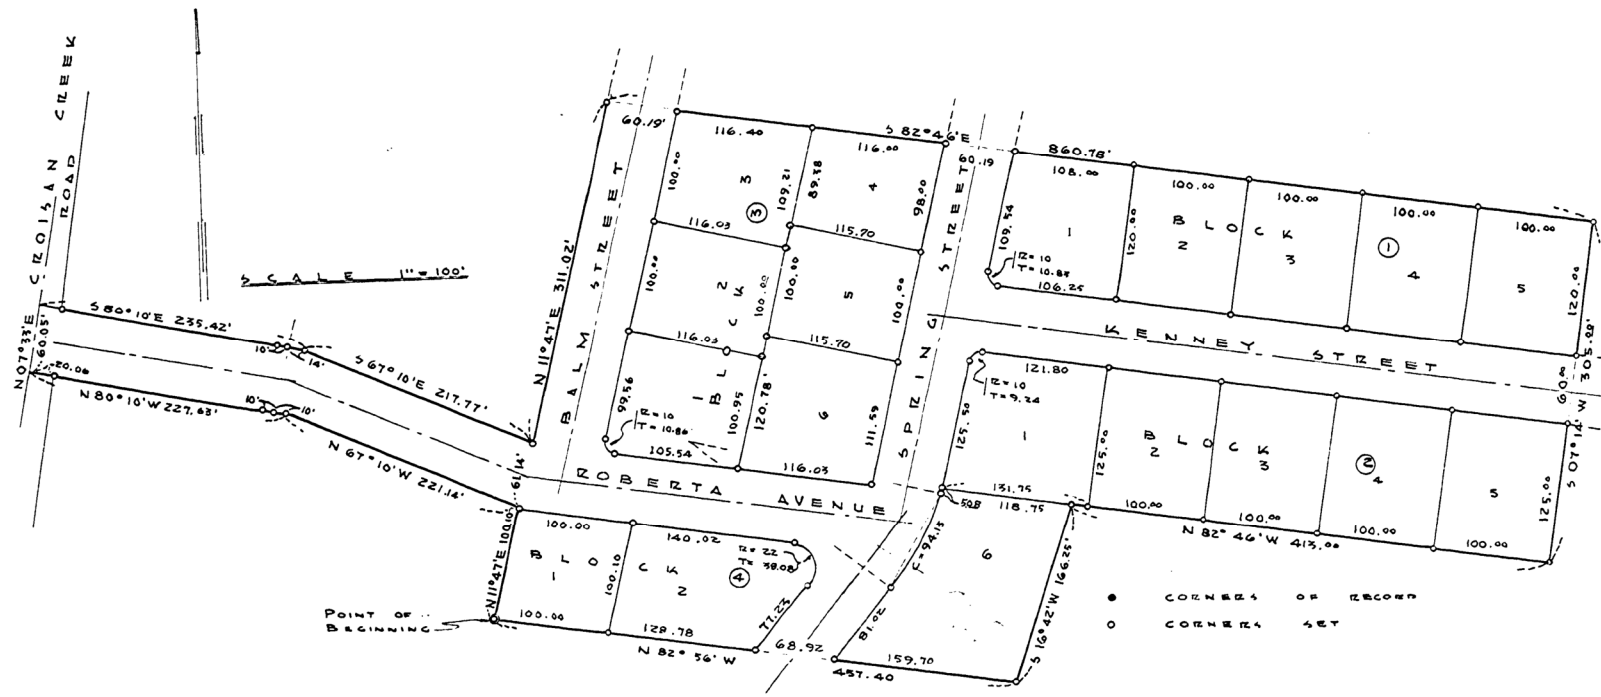 CROISAN CREEK
ROAD
SCALE 1" = 100'
N 07°33'E
60.05'
20.06
S 80°10'E 235.42'
10'
14'
S 67°10'E 217.77'
N 80°10'W 227.63'
10'
10'
N 67°10'W 221.14'
N 11°47'E 311.02'
61.14'
N 11°47'E 100.10'
BALM STREET
60.19'
116.40
S 82°46'E
116.00
60.19
860.78'
100.00
3
109.21
89.38
4
98.00
3
116.03
115.70
100.00
2
100.00
100.00
5
100.00
116.03
115.70
BLOCK
99.56
1
R=10
T=10.86
100.95
120.78'
6
111.59
105.54
116.03
SPRING STREET
108.00
100.00
100.00
100.00
100.00
109.54
1
120.00
BLOCK
2
3
1
4
5
120.00
R=10
T=10.83
106.25
KENNEY STREET
60.00
S 07°14'W 305.00'
121.80
R=10
T=9.24
125.50
1
125.00
BLOCK
2
3
2
4
5
125.00
131.75
5.08
118.75
100.00
100.00
100.00
100.00
N 82°46'W 413.00
ROBERTA AVENUE
100.00
140.02
R=22
T=38.08
BLOCK
1
100.10
2
4
77.23
C=94.15
6
81.02
S 16°42'W 166.25'
POINT OF
BEGINNING
100.00
128.78
N 82°56'W
68.92
159.70
457.40
CORNERS OF RECORD
CORNERS SET